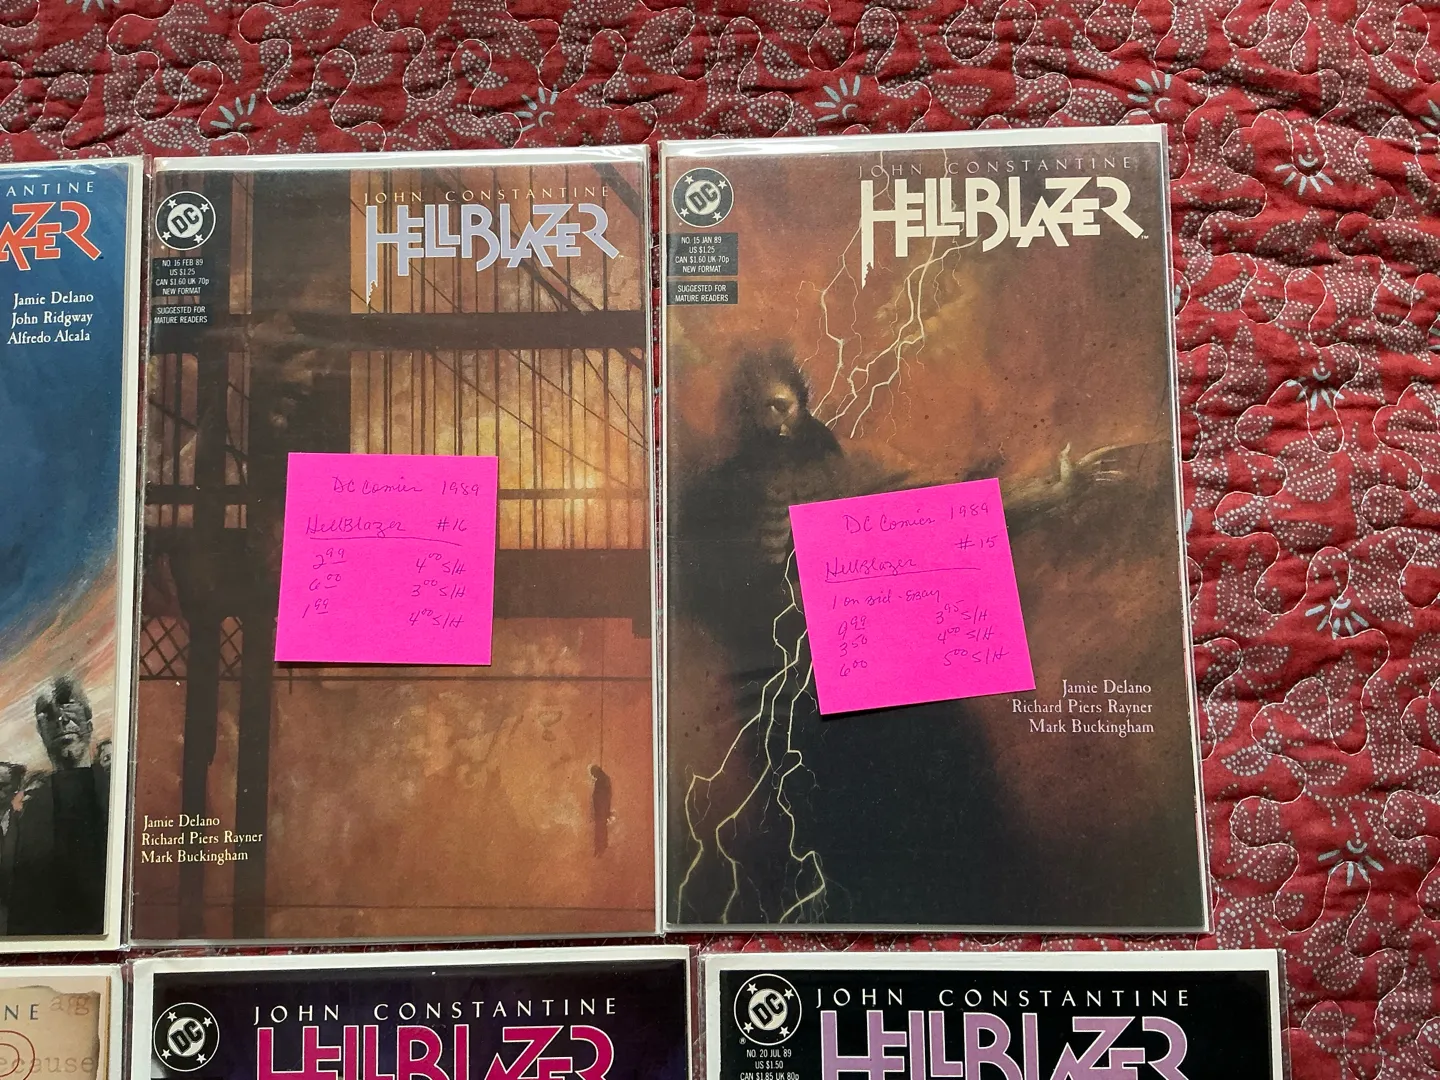 ANTINE
AZER
Jamie Delano
John Ridgway
Alfredo Alcala
DC
JOHN CONSTANTINE
HELLBLAZER
NO. 16 FEB 89
US $1.25
CAN $1.60 UK 70p
NEW FORMAT
SUGGESTED FOR
MATURE READERS
DC Comics 1989
HellBlazer #16
2.99 4.00 S/H
6.00 3.00 S/H
1.99 4.00 S/H
Jamie Delano
Richard Piers Rayner
Mark Buckingham
DC
JOHN CONSTANTINE
HELLBLAZER
NO. 15 JAN 89
US $1.25
CAN $1.60 UK 70p
NEW FORMAT
SUGGESTED FOR
MATURE READERS
DC Comics 1989
#15
Hellblazer
1 on bid - EBay
9.99 3.95 S/H
3.50 4.00 S/H
6.00 5.00 S/H
Jamie Delano
Richard Piers Rayner
Mark Buckingham
NE
arg
ecause
DC
JOHN CONSTANTINE
HELLBLAZER
DC
JOHN CONSTANTINE
HELLBLAZER
NO. 20 JUL 89
US $1.50
CAN $1.85 UK 80p